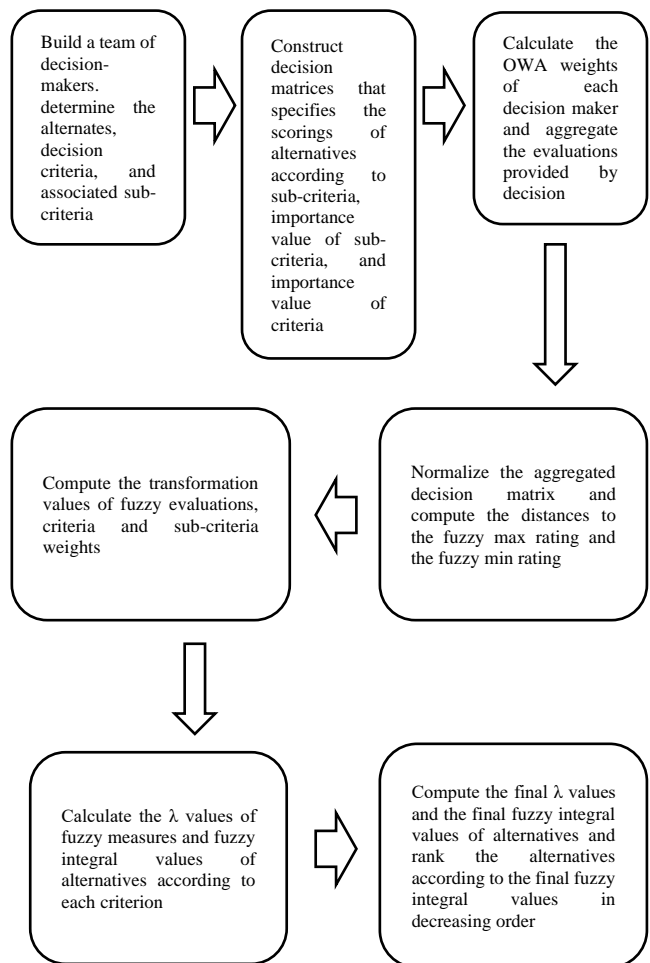 Build a team of
decision-
makers.
determine the
alternates,
decision
criteria, and
associated sub-
criteria
Construct
decision
matrices that
specifies the
scorings of
alternatives
according to
sub-criteria,
importance
value of sub-
criteria, and
importance
value of
criteria
Calculate the
OWA weights
of each
decision maker
and aggregate
the evaluations
provided by
decision
Normalize the aggregated
decision matrix and
compute the distances to
the fuzzy max rating and
the fuzzy min rating
Compute the transformation
values of fuzzy evaluations,
criteria and sub-criteria
weights
Calculate the λ values of
fuzzy measures and fuzzy
integral values of
alternatives according to
each criterion
Compute the final λ values
and the final fuzzy integral
values of alternatives and
rank the alternatives
according to the final fuzzy
integral values in
decreasing order